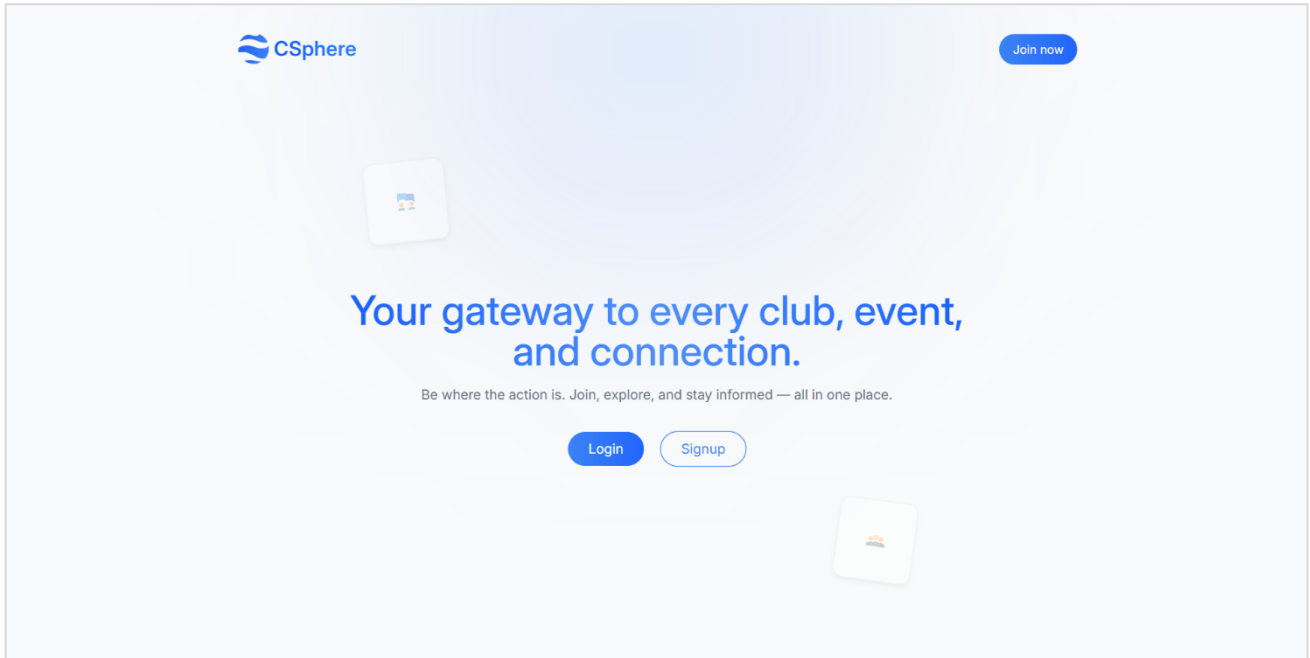 CSphere
Join now
Your gateway to every club, event,
and connection.
Be where the action is. Join, explore, and stay informed — all in one place.
Login
Signup